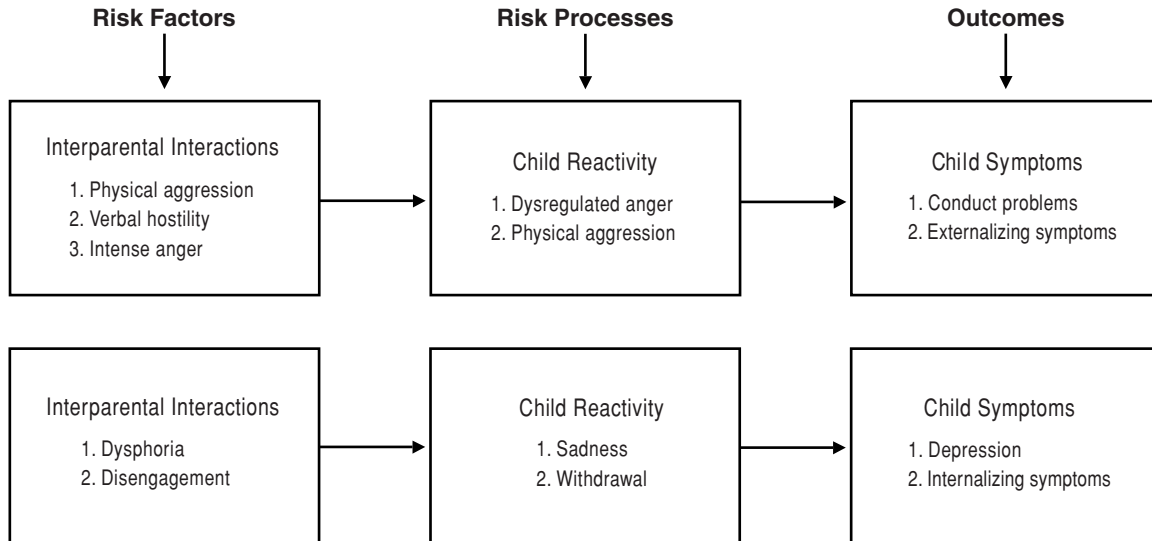 Risk Factors
Risk Processes
Outcomes
Interparental Interactions
1. Physical aggression
2. Verbal hostility
3. Intense anger
Child Reactivity
1. Dysregulated anger
2. Physical aggression
Child Symptoms
1. Conduct problems
2. Externalizing symptoms
Interparental Interactions
1. Dysphoria
2. Disengagement
Child Reactivity
1. Sadness
2. Withdrawal
Child Symptoms
1. Depression
2. Internalizing symptoms